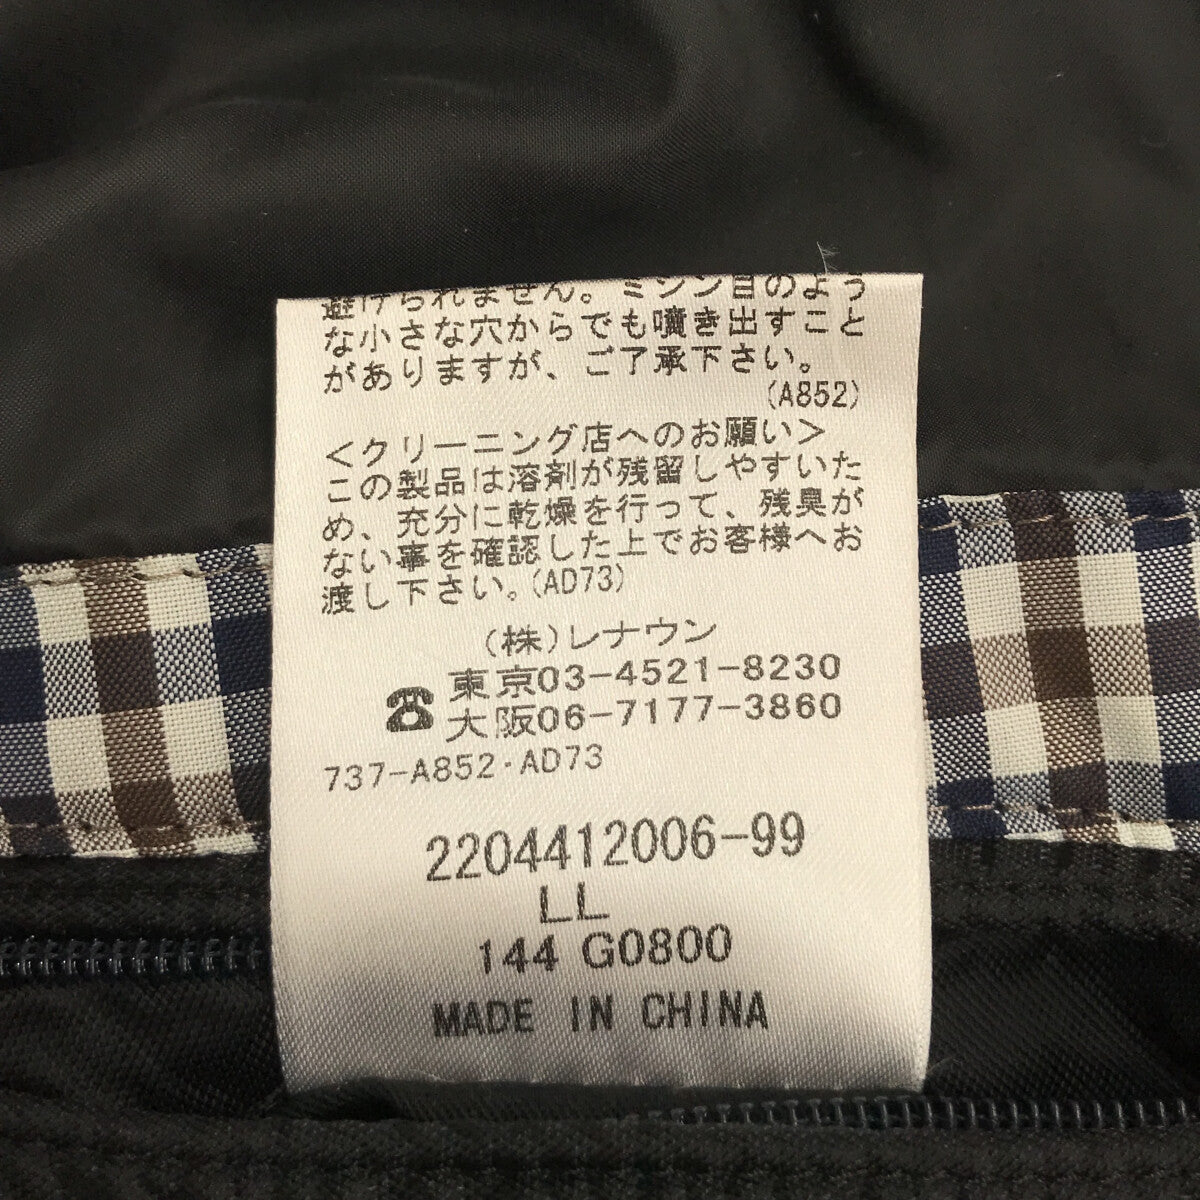 避けられません。ミシン目のよう
な小さな穴からでも噴き出すこと
がありますが、ご了承下さい。
(A852)
<クリーニング店へのお願い>
この製品は溶剤が残留しやすいた
め、充分に乾燥を行って、残臭が
ない事を確認した上でお客様へお
渡し下さい。(AD73)
(株)レナウン
☎ 東京03-4521-8230
大阪06-7177-3860
737-A852・AD73
2204412006-99
LL
144 G0800
MADE IN CHINA